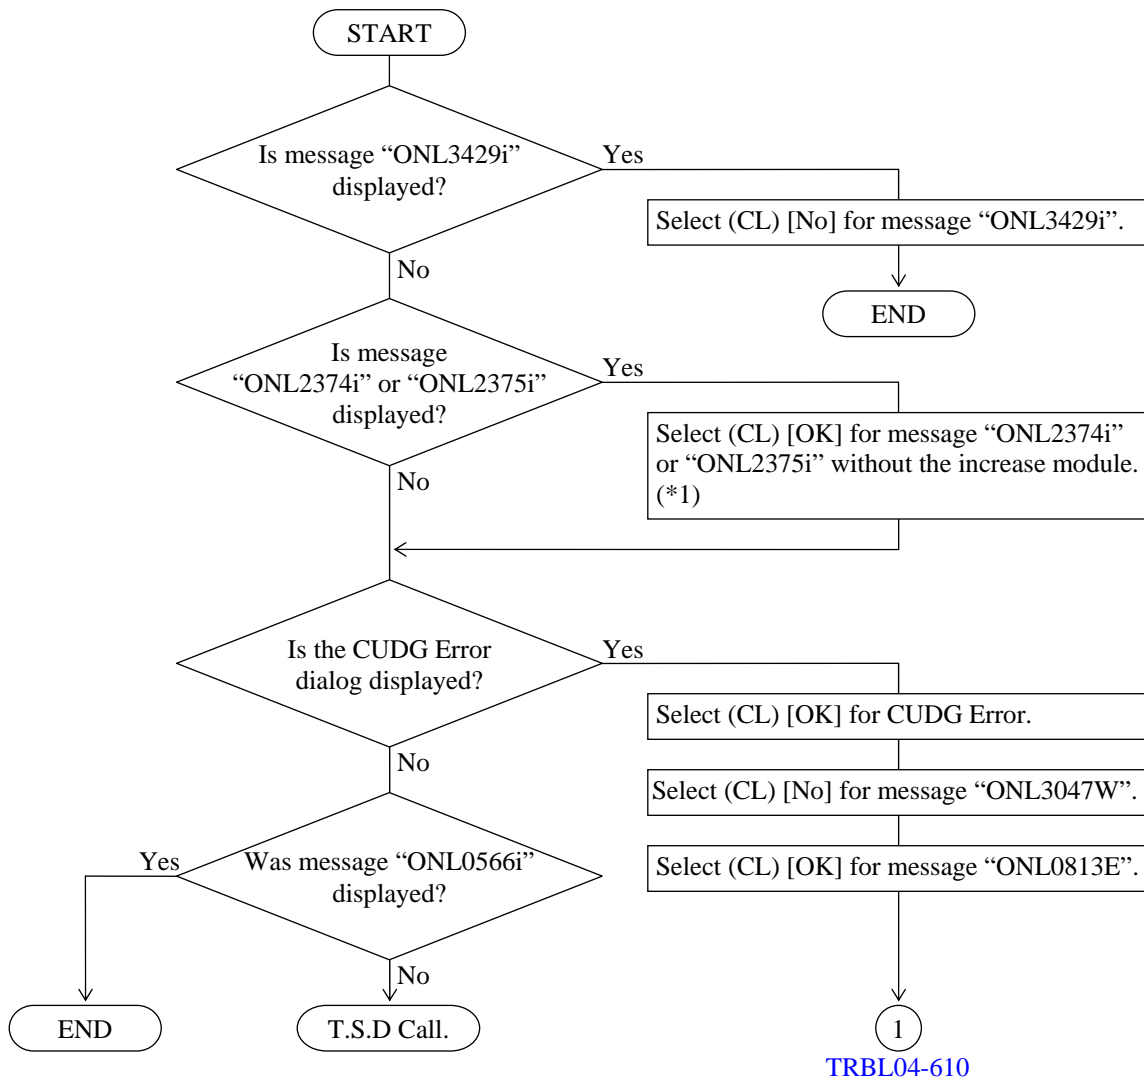 START
Is message “ONL3429i”
displayed?
Yes
Select (CL) [No] for message “ONL3429i”.
No
END
Is message
“ONL2374i” or “ONL2375i”
displayed?
Yes
Select (CL) [OK] for message “ONL2374i”
or “ONL2375i” without the increase module.
(*1)
No
Is the CUDG Error
dialog displayed?
Yes
Select (CL) [OK] for CUDG Error.
No
Select (CL) [No] for message “ONL3047W”.
Was message “ONL0566i”
displayed?
Yes
Select (CL) [OK] for message “ONL0813E”.
No
END
T.S.D Call.
1
TRBL04-610